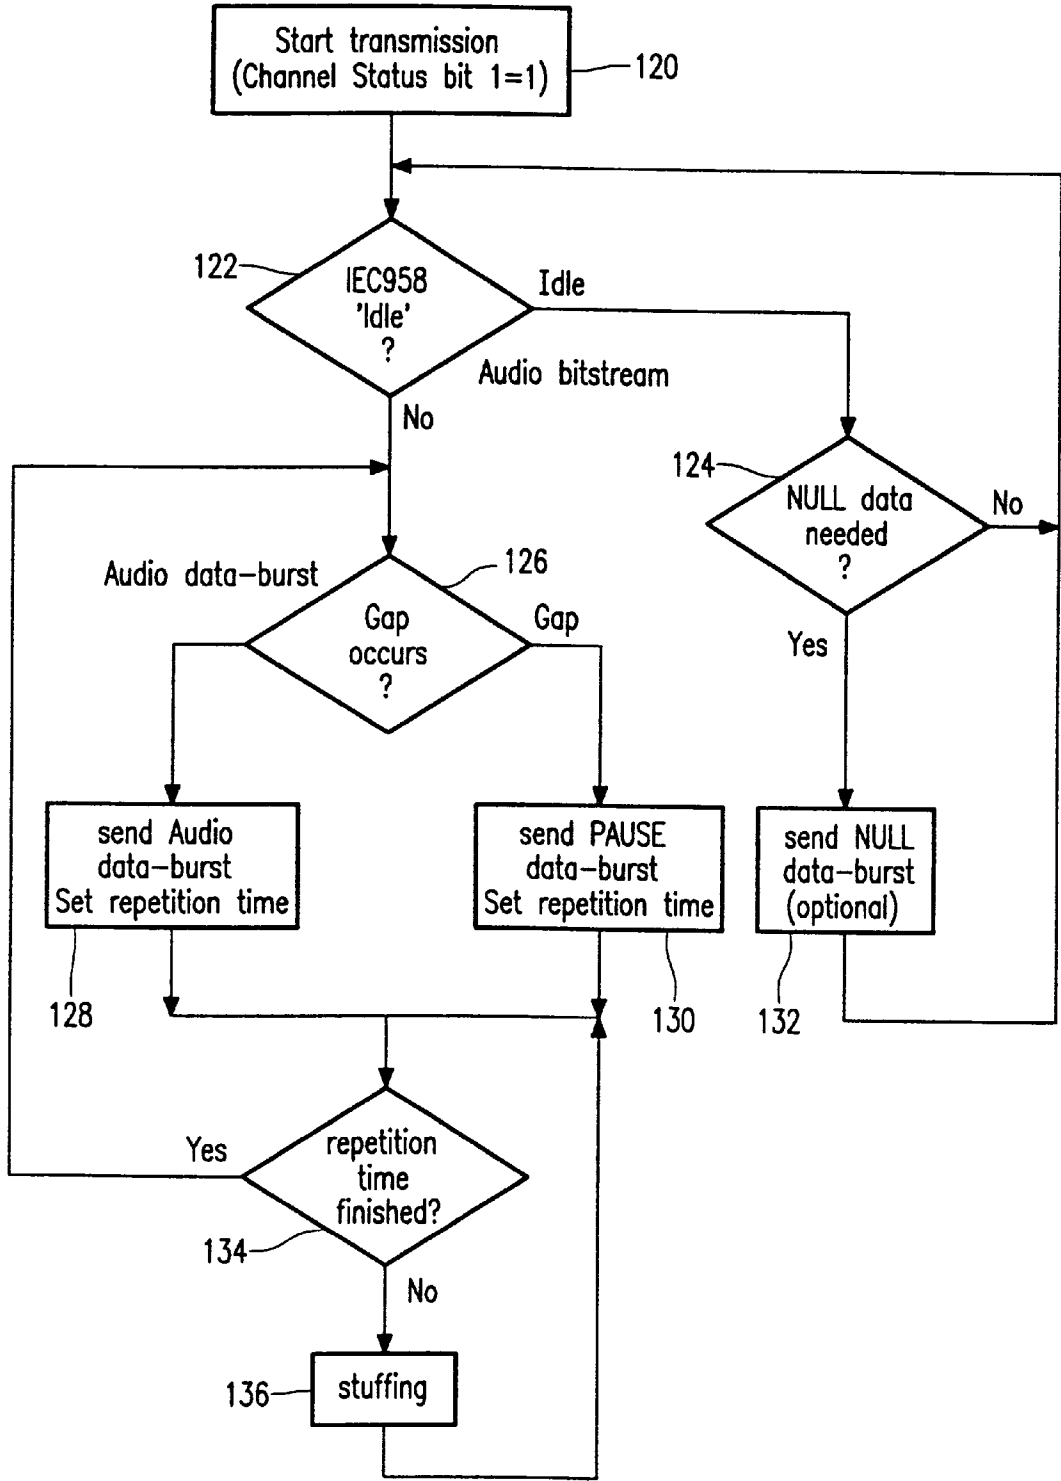 Start transmission
(Channel Status bit 1=1)
120
122
IEC958
'Idle'
?
Idle
Audio bitstream
No
124
NULL data
needed
?
No
Audio data-burst
126
Gap
occurs
?
Gap
Yes
send Audio
data-burst
Set repetition time
send PAUSE
data-burst
Set repetition time
send NULL
data-burst
(optional)
128
130
132
Yes
repetition
time
finished?
134
No
136
stuffing